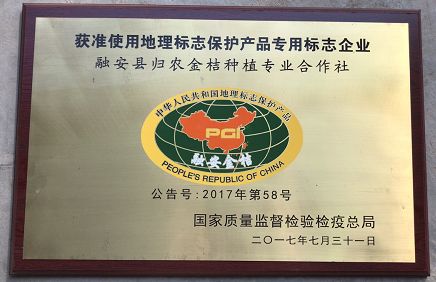 获准使用地理标志保护产品专用标志企业
融安县归农金桔种植专业合作社
中华人民共和国地理标志保护产品
PGI
融安金桔
PEOPLE'S REPUBLIC OF CHINA
公告号:2017年第58号
国家质量监督检验检疫总局
二〇一七年七月三十一日